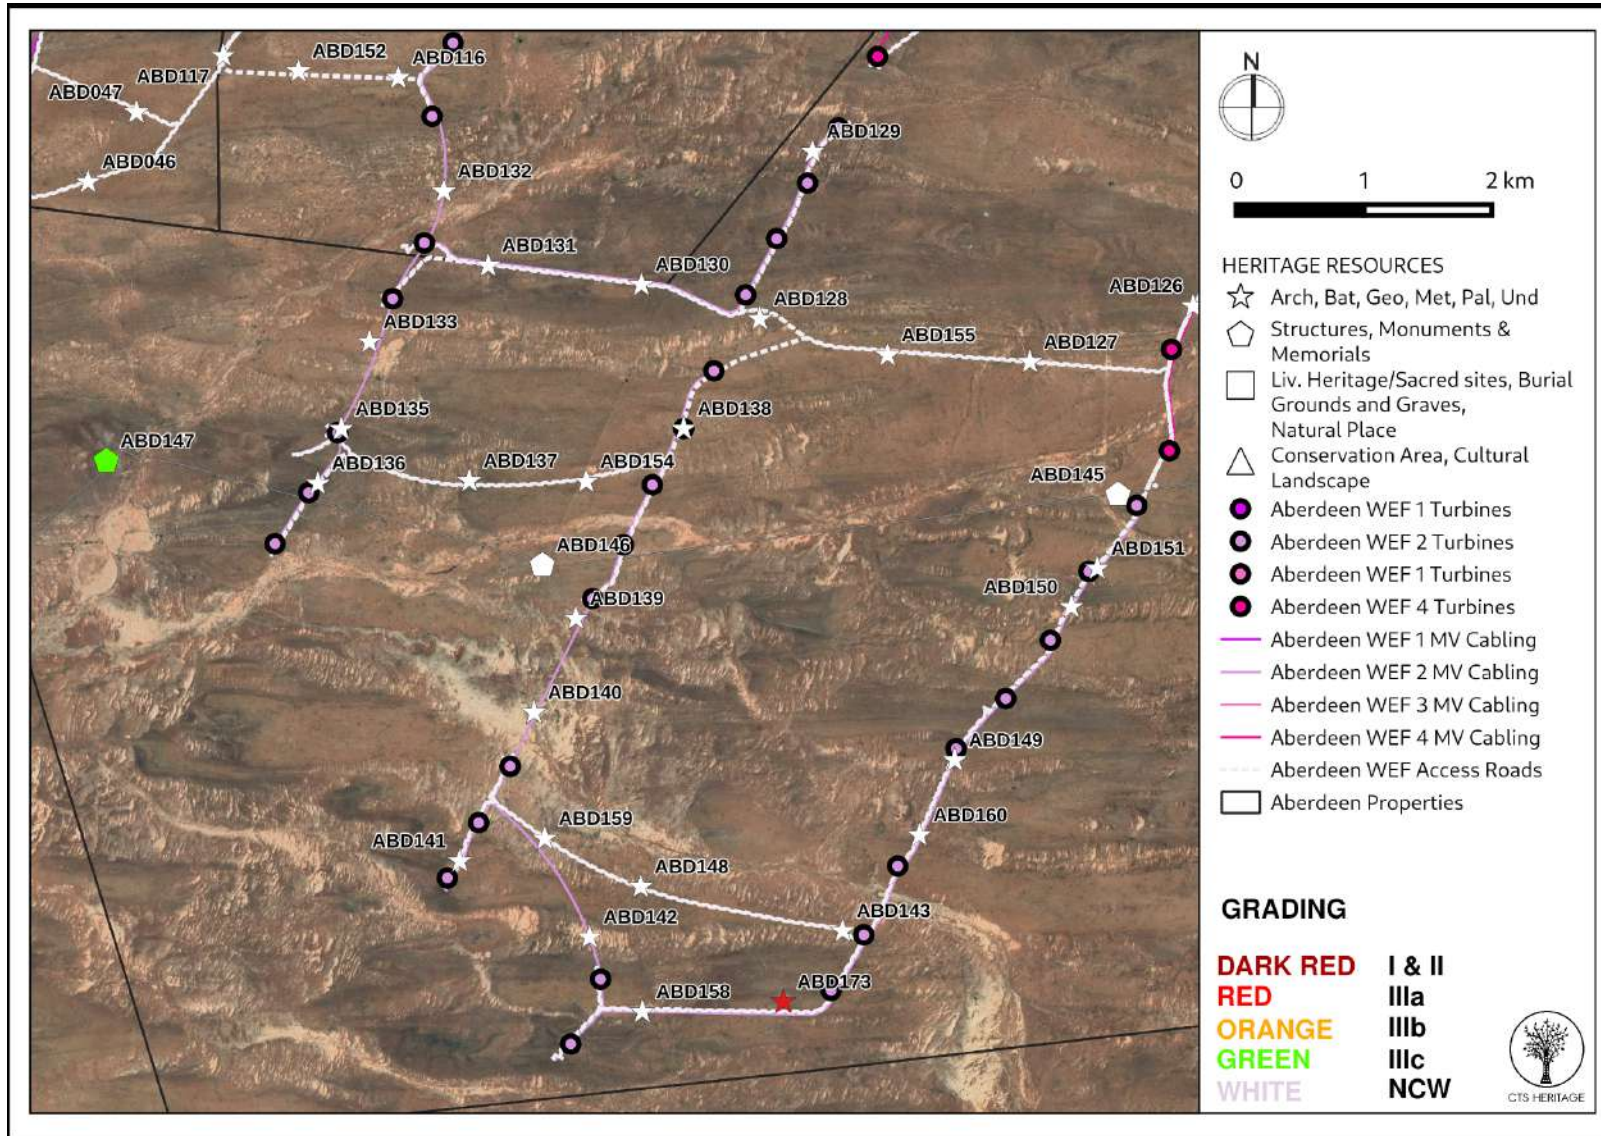 ABD152
ABD116
ABD117
ABD047
ABD046
ABD129
ABD132
ABD131
ABD130
ABD126
ABD128
ABD133
ABD155
ABD127
ABD135
ABD138
ABD147
ABD136
ABD137
ABD154
ABD145
ABD146
ABD151
ABD150
ABD139
ABD140
ABD149
ABD159
ABD160
ABD141
ABD148
ABD142
ABD143
ABD158
ABD173
N
0 1 2 km
HERITAGE RESOURCES
Arch, Bat, Geo, Met, Pal, Und
Structures, Monuments &
Memorials
Liv. Heritage/Sacred sites, Burial
Grounds and Graves,
Natural Place
Conservation Area, Cultural
Landscape
Aberdeen WEF 1 Turbines
Aberdeen WEF 2 Turbines
Aberdeen WEF 1 Turbines
Aberdeen WEF 4 Turbines
Aberdeen WEF 1 MV Cabling
Aberdeen WEF 2 MV Cabling
Aberdeen WEF 3 MV Cabling
Aberdeen WEF 4 MV Cabling
Aberdeen WEF Access Roads
Aberdeen Properties
GRADING
DARK RED I & II
RED IIIa
ORANGE IIIb
GREEN IIIc
WHITE NCW
CTS HERITAGE